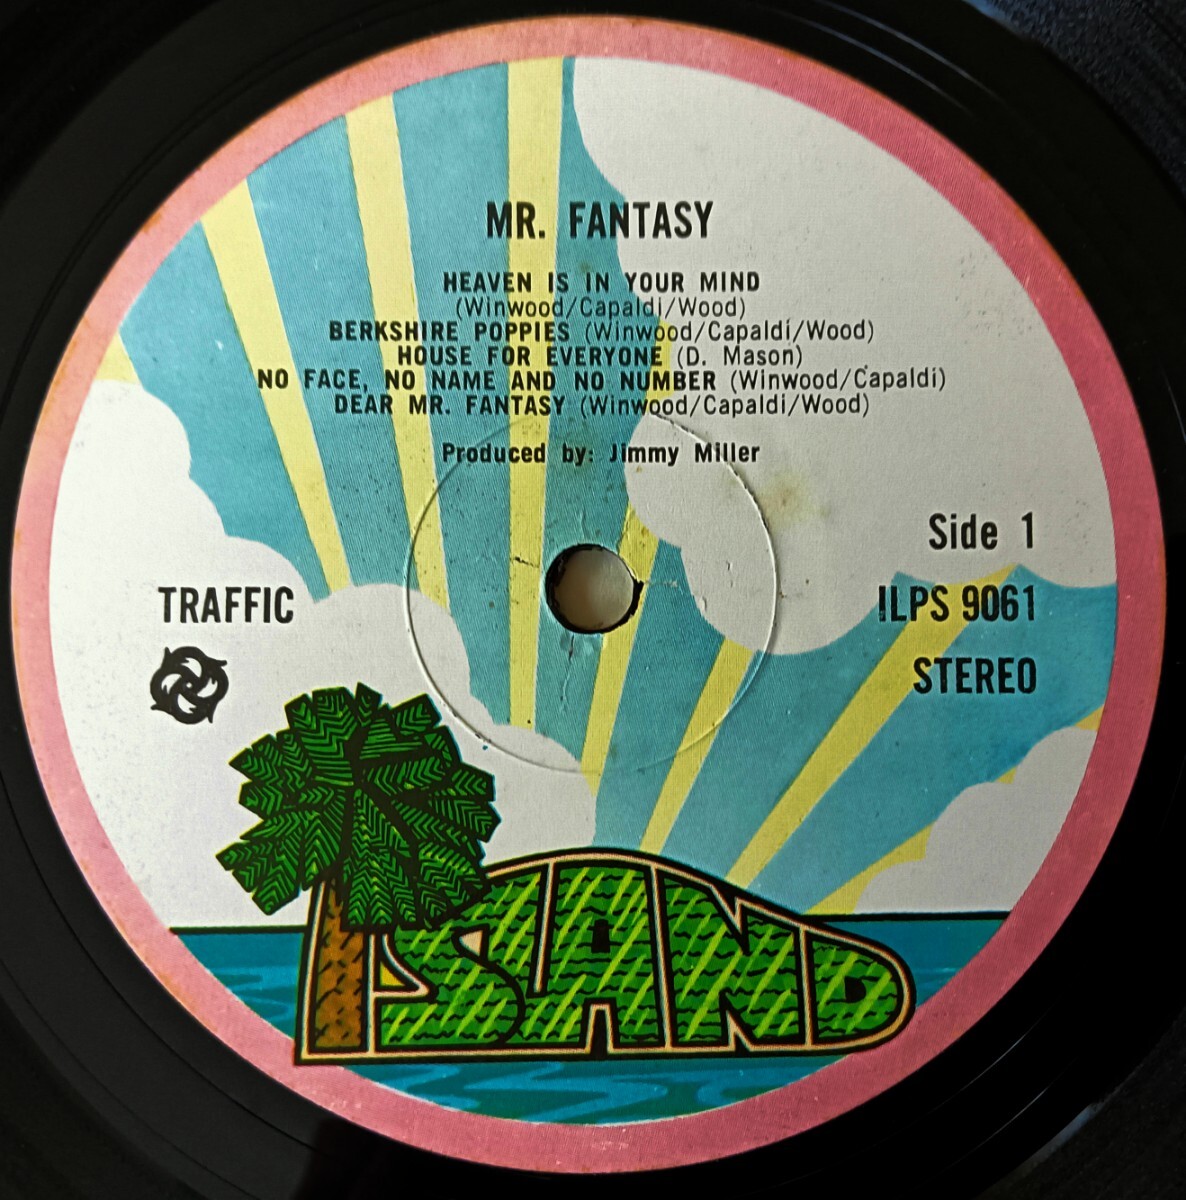 MR. FANTASY
HEAVEN IS IN YOUR MIND
(Winwood/Capaldi/Wood)
BERKSHIRE POPPIES (Winwood/Capaldi/Wood)
HOUSE FOR EVERYONE (D. Mason)
NO FACE, NO NAME AND NO NUMBER (Winwood/Capaldi)
DEAR MR. FANTASY (Winwood/Capaldi/Wood)
Produced by: Jimmy Miller
Side 1
TRAFFIC
ILPS 9061
STEREO
ISLAND